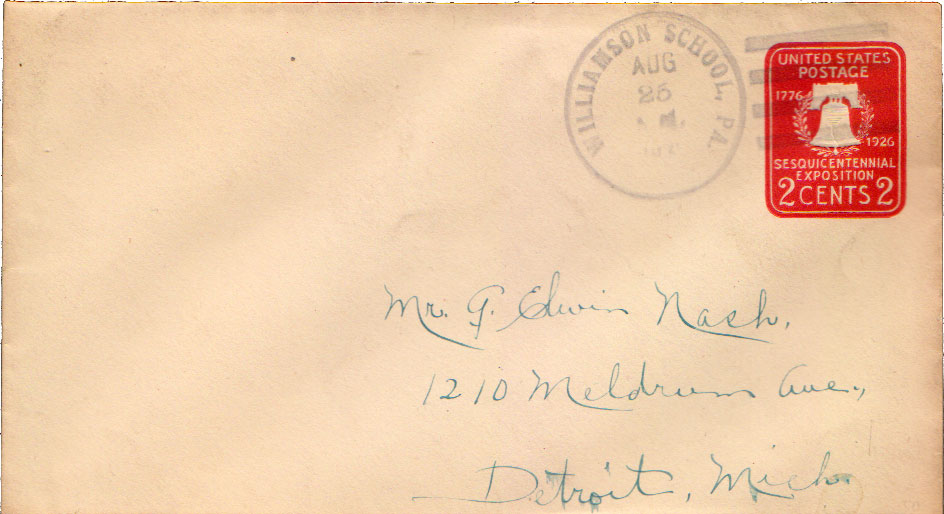 WILLIAMSON SCHOOL, PA.
AUG
25
UNITED STATES
POSTAGE
1776
1926
SESQUICENTENNIAL
EXPOSITION
2 CENTS 2
Mr. G. Edwin Nash,
1210 Meldrum Ave.,
Detroit, Mich.